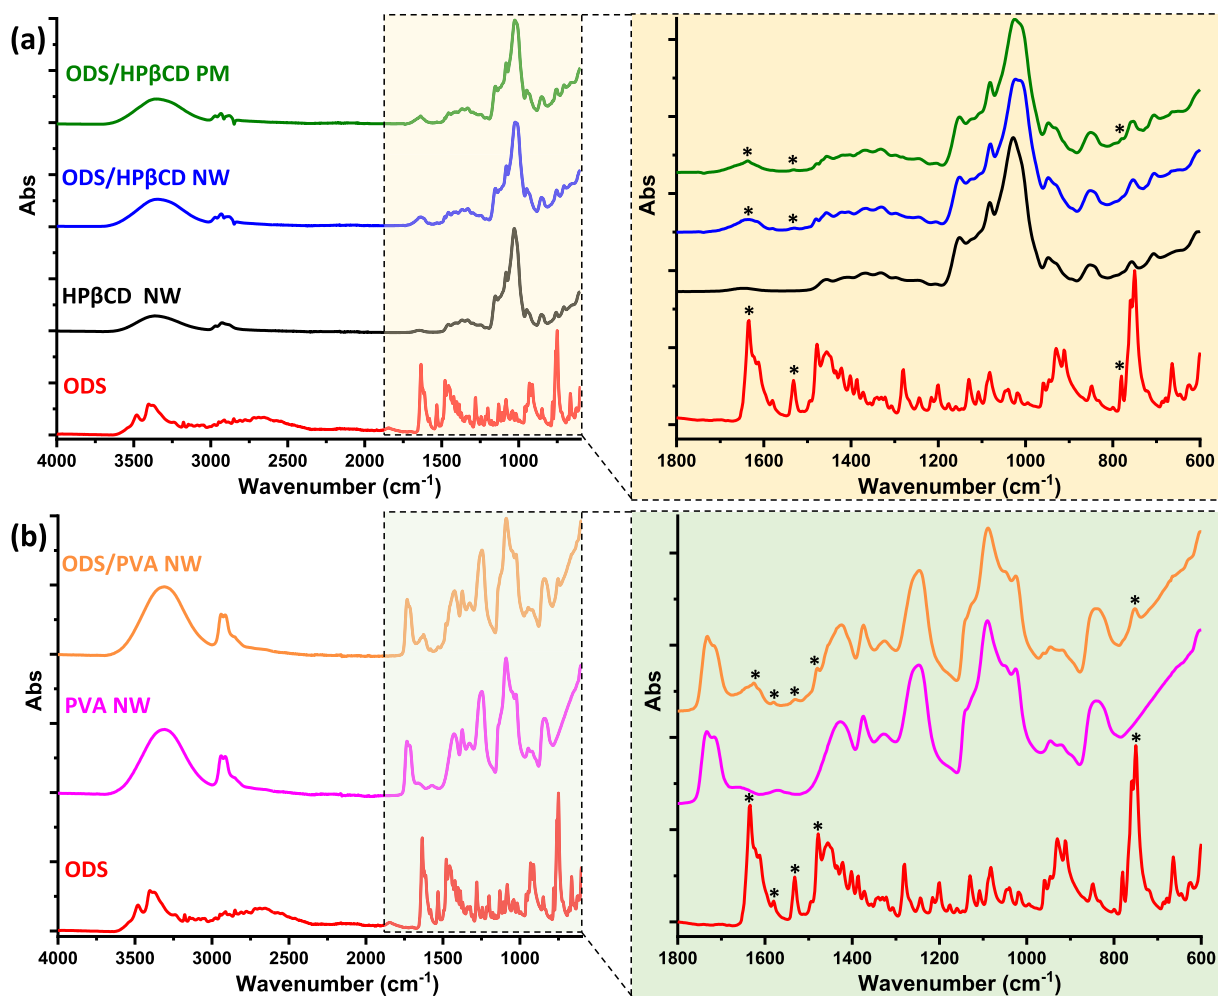 (a)
ODS/HPβCD PM
ODS/HPβCD NW
HPβCD NW
ODS
Abs
4000 3500 3000 2500 2000 1500 1000
Wavenumber (cm-1)
* * *
* *
* * *
Abs
1800 1600 1400 1200 1000 800 600
Wavenumber (cm-1)
(b)
ODS/PVA NW
PVA NW
ODS
Abs
4000 3500 3000 2500 2000 1500 1000
Wavenumber (cm-1)
* * * * *
* * * * *
Abs
1800 1600 1400 1200 1000 800 600
Wavenumber (cm-1)